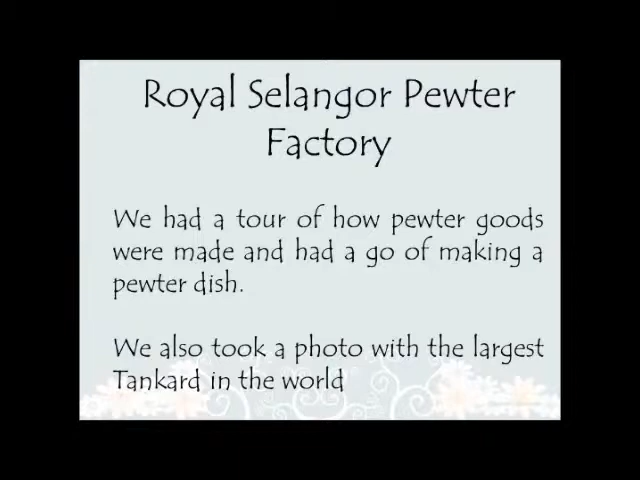 Royal Selangor Pewter
Factory
We had a tour of how pewter goods
were made and had a go of making a
pewter dish.
We also took a photo with the largest
Tankard in the world